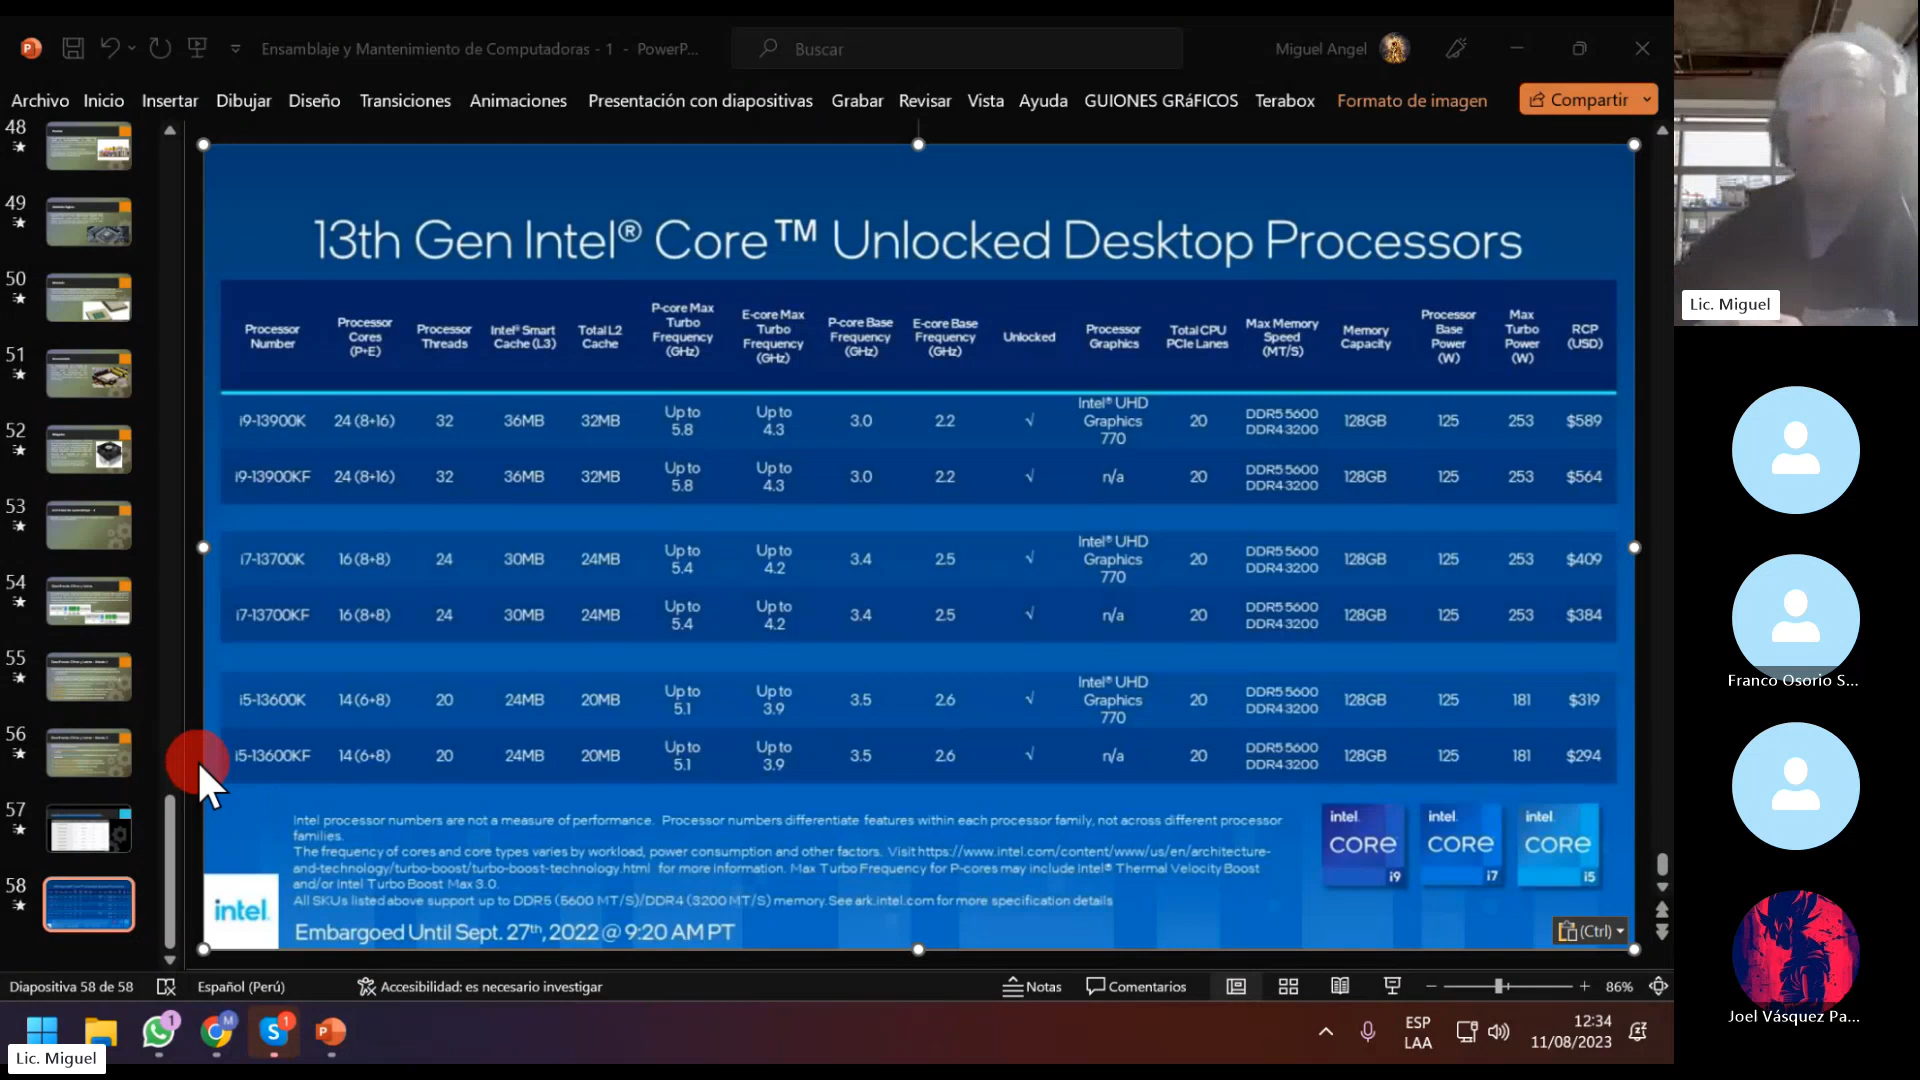 Ensamblaje y Mantenimiento de Computadoras - 1 - PowerP...
Buscar
Miguel Angel
Archivo Inicio Insertar Dibujar Diseño Transiciones Animaciones Presentación con diapositivas Grabar Revisar Vista Ayuda GUIONES GRáFICOS Terabox Formato de imagen Compartir
48
49
50
51
52
53
54
55
56
57
58
13th Gen Intel® Core™ Unlocked Desktop Processors
Processor Number
Processor Cores (P+E)
Processor Threads
Intel® Smart Cache (L3)
Total L2 Cache
P-core Max Turbo Frequency (GHz)
E-core Max Turbo Frequency (GHz)
P-core Base Frequency (GHz)
E-core Base Frequency (GHz)
Unlocked
Processor Graphics
Total CPU PCIe Lanes
Max Memory Speed (MT/S)
Memory Capacity
Processor Base Power (W)
Max Turbo Power (W)
RCP (USD)
i9-13900K 24 (8+16) 32 36MB 32MB Up to 5.8 Up to 4.3 3.0 2.2 √ Intel® UHD Graphics 770 20 DDR5 5600 DDR4 3200 128GB 125 253 $589
i9-13900KF 24 (8+16) 32 36MB 32MB Up to 5.8 Up to 4.3 3.0 2.2 √ n/a 20 DDR5 5600 DDR4 3200 128GB 125 253 $564
i7-13700K 16 (8+8) 24 30MB 24MB Up to 5.4 Up to 4.2 3.4 2.5 √ Intel® UHD Graphics 770 20 DDR5 5600 DDR4 3200 128GB 125 253 $409
i7-13700KF 16 (8+8) 24 30MB 24MB Up to 5.4 Up to 4.2 3.4 2.5 √ n/a 20 DDR5 5600 DDR4 3200 128GB 125 253 $384
i5-13600K 14 (6+8) 20 24MB 20MB Up to 5.1 Up to 3.9 3.5 2.6 √ Intel® UHD Graphics 770 20 DDR5 5600 DDR4 3200 128GB 125 181 $319
i5-13600KF 14 (6+8) 20 24MB 20MB Up to 5.1 Up to 3.9 3.5 2.6 √ n/a 20 DDR5 5600 DDR4 3200 128GB 125 181 $294
Intel processor numbers are not a measure of performance. Processor numbers differentiate features within each processor family, not across different processor
families.
The frequency of cores and core types varies by workload, power consumption and other factors. Visit https://www.intel.com/content/www/us/en/architecture-
and-technology/turbo-boost/turbo-boost-technology.html for more information. Max Turbo Frequency for P-cores may include Intel® Thermal Velocity Boost
and/or Intel Turbo Boost Max 3.0.
All SKUs listed above support up to DDR5 (5600 MT/S)/DDR4 (3200 MT/S) memory. See ark.intel.com for more specification details
Embargoed Until Sept. 27th, 2022 @ 9:20 AM PT
intel.
intel. CORE i9
intel. CORE i7
intel. CORE i5
(Ctrl)
Diapositiva 58 de 58
Español (Perú)
Accesibilidad: es necesario investigar
Notas
Comentarios
86%
1
M
1
ESP
LAA
12:34
11/08/2023
Lic. Miguel
Lic. Miguel
Franco Osorio S...
Joel Vásquez Pa...